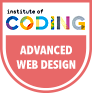 institute of
CODING
ADVANCED
WEB DESIGN